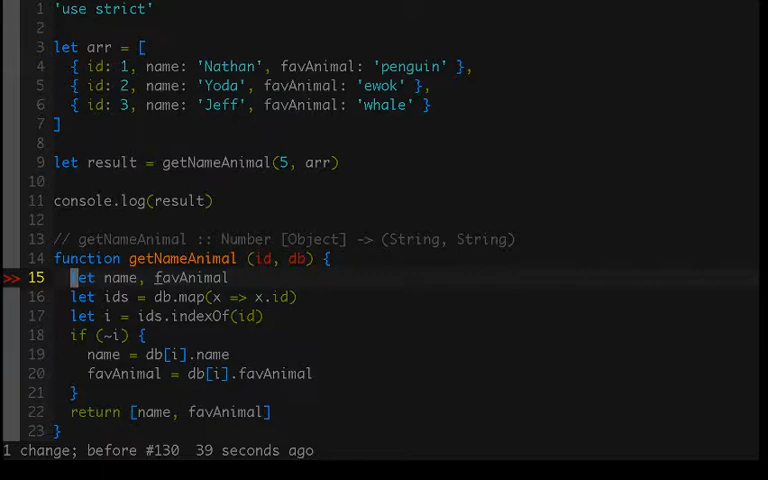 1 'use strict'
2
3 let arr = [
4   { id: 1, name: 'Nathan', favAnimal: 'penguin' },
5   { id: 2, name: 'Yoda', favAnimal: 'ewok' },
6   { id: 3, name: 'Jeff', favAnimal: 'whale' }
7 ]
8
9 let result = getNameAnimal(5, arr)
10
11 console.log(result)
12
13 // getNameAnimal :: Number [Object] -> (String, String)
14 function getNameAnimal (id, db) {
>> 15   let name, favAnimal
16   let ids = db.map(x => x.id)
17   let i = ids.indexOf(id)
18   if (~i) {
19     name = db[i].name
20     favAnimal = db[i].favAnimal
21   }
22   return [name, favAnimal]
23 }
1 change; before #130  39 seconds ago